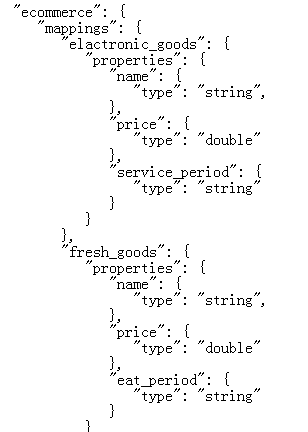 "ecommerce": {
"mappings": {
"elactronic_goods": {
"properties": {
"name": {
"type": "string",
},
"price": {
"type": "double"
},
"service_period": {
"type": "string"
}
}
},
"fresh_goods": {
"properties": {
"name": {
"type": "string",
},
"price": {
"type": "double"
},
"eat_period": {
"type": "string"
}
}